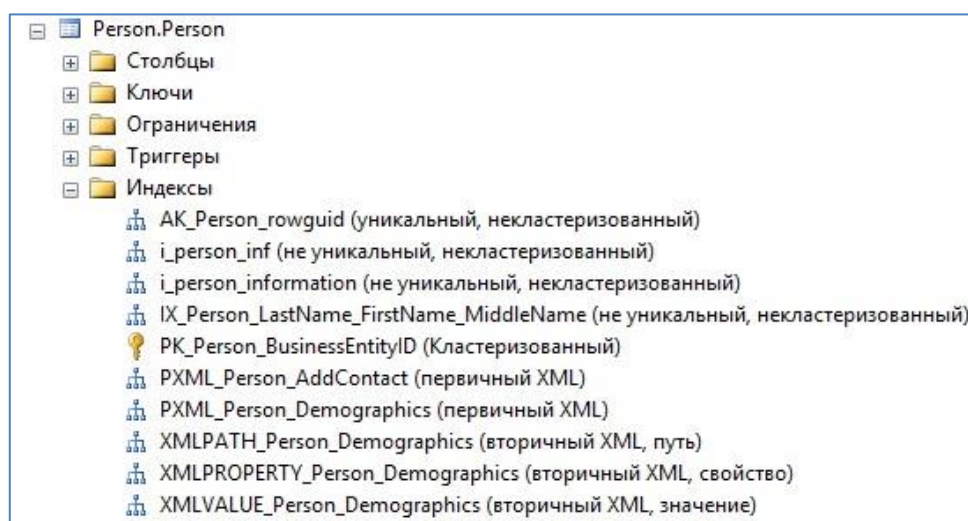 Person.Person
Столбцы
Ключи
Ограничения
Триггеры
Индексы
AK_Person_rowguid (уникальный, некластеризованный)
i_person_inf (не уникальный, некластеризованный)
i_person_information (не уникальный, некластеризованный)
IX_Person_LastName_FirstName_MiddleName (не уникальный, некластеризованный)
PK_Person_BusinessEntityID (Кластеризованный)
PXML_Person_AddContact (первичный XML)
PXML_Person_Demographics (первичный XML)
XMLPATH_Person_Demographics (вторичный XML, путь)
XMLPROPERTY_Person_Demographics (вторичный XML, свойство)
XMLVALUE_Person_Demographics (вторичный XML, значение)